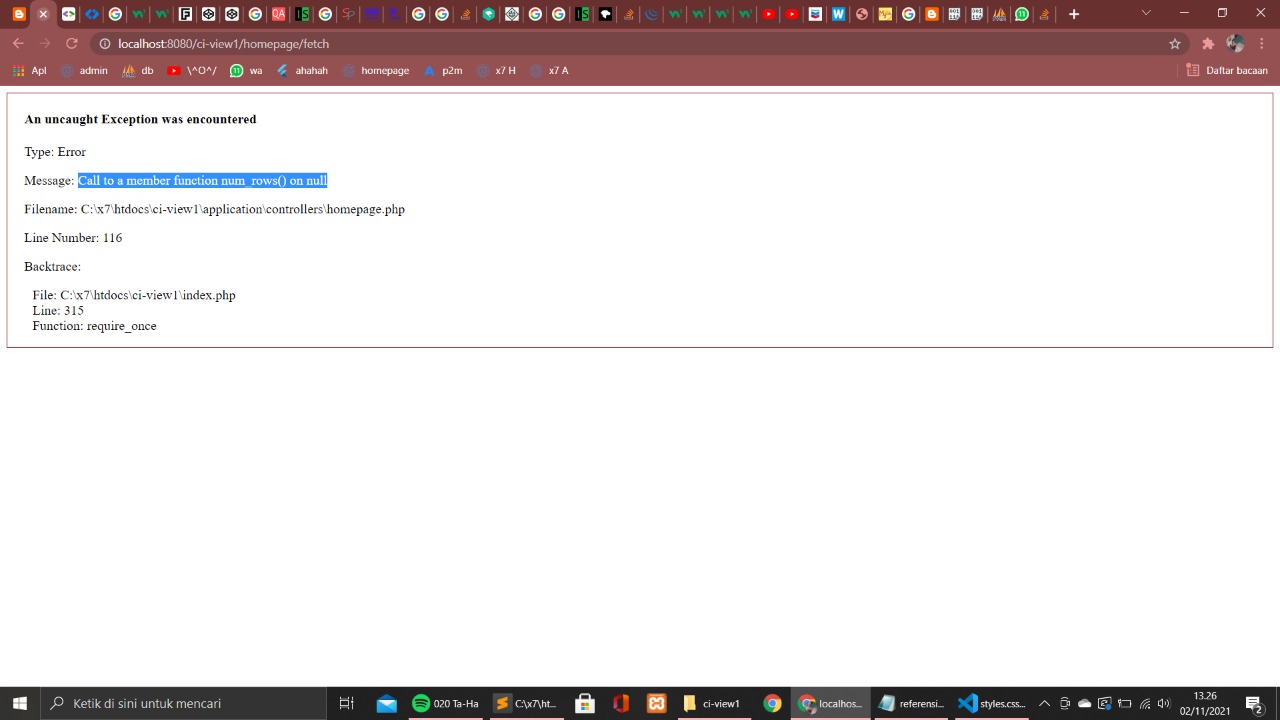 localhost:8080/ci-view1/homepage/fetch
Apl admin db \^O^/ wa ahahah homepage p2m x7 H x7 A Daftar bacaan
An uncaught Exception was encountered
Type: Error
Message: Call to a member function num_rows() on null
Filename: C:\x7\htdocs\ci-view1\application\controllers\homepage.php
Line Number: 116
Backtrace:
File: C:\x7\htdocs\ci-view1\index.php
Line: 315
Function: require_once
Ketik di sini untuk mencari 020 Ta-Ha C:\x7\ht... ci-view1 localhos... referensi... styles.css... 13.26
02/11/2021 2